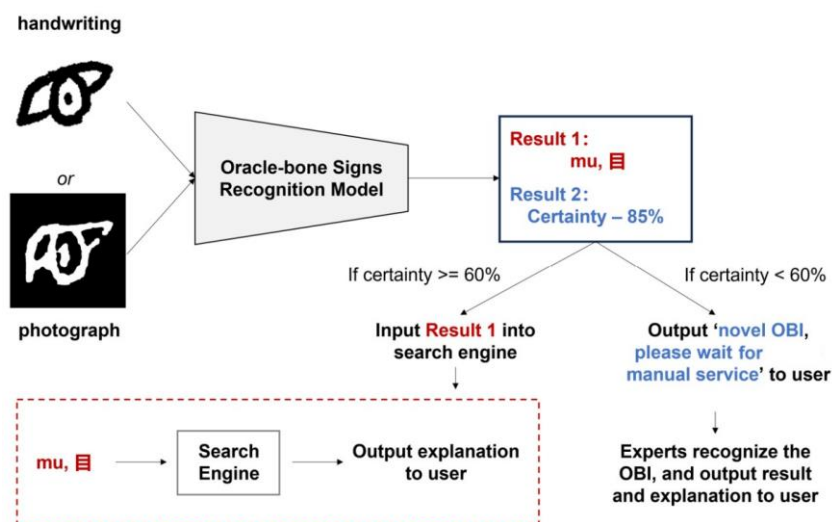 handwriting
or
photograph
Oracle-bone Signs
Recognition Model
Result 1:
mu, 目
Result 2:
Certainty – 85%
If certainty >= 60%
If certainty < 60%
Input Result 1 into
search engine
Output ‘novel OBI,
please wait for
manual service’ to user
mu, 目
Search
Engine
Output explanation
to user
Experts recognize the
OBI, and output result
and explanation to user